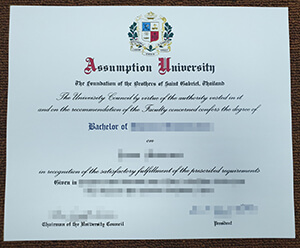 Assumption University
The Foundation of the Brothers of Saint Gabriel, Thailand
The University Council by virtue of the authority vested in it
and on the recommendation of the Faculty concerned confers the degree of
Bachelor of
on
in recognition of the satisfactory fulfillment of the prescribed requirements
Given in
Chairman of the University Council
President